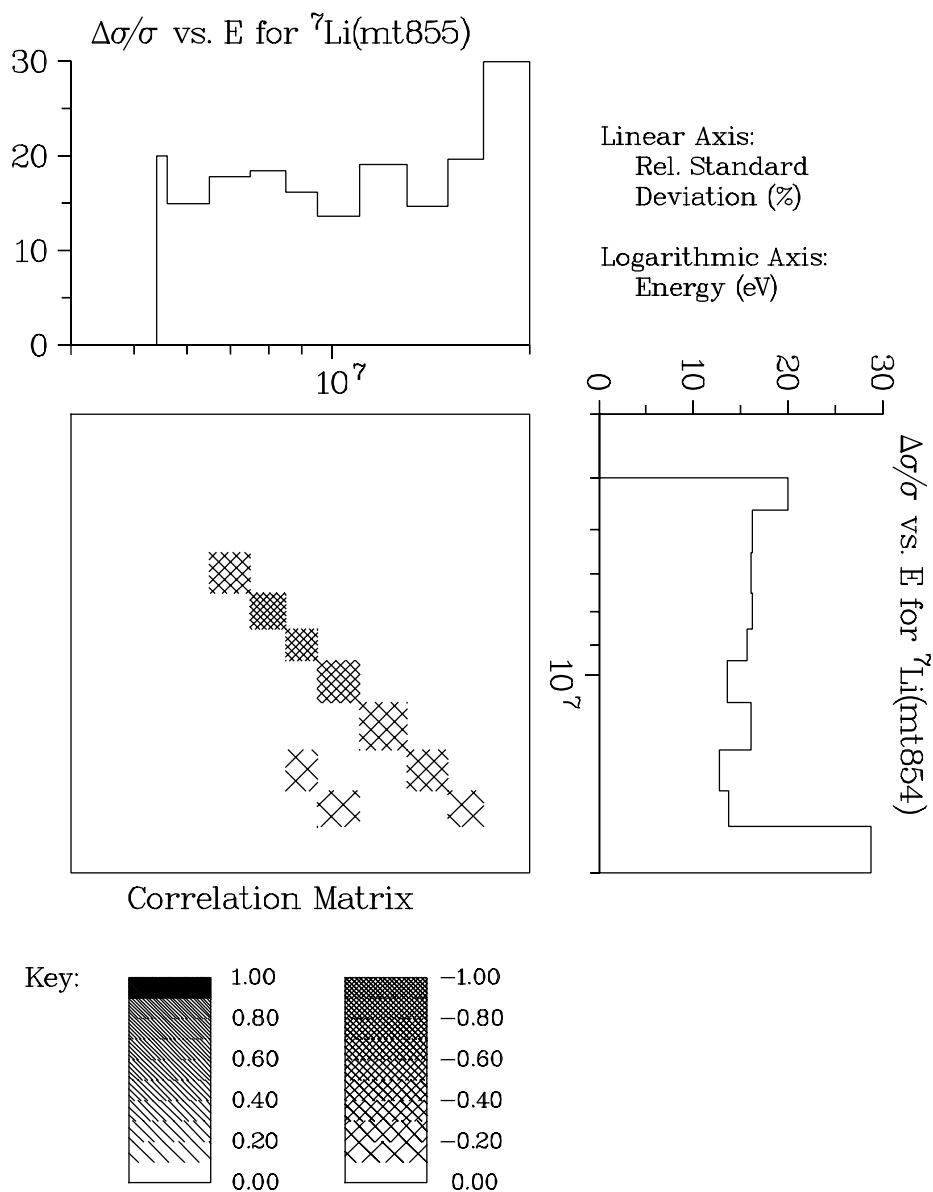 Δσ/σ vs. E for ⁷Li(mt855)
30
20
10
0
10⁷
Linear Axis:
Rel. Standard
Deviation (%)
Logarithmic Axis:
Energy (eV)
0
10
20
30
10⁷
Δσ/σ vs. E for ⁷Li(mt854)
Correlation Matrix
Key:
1.00
0.80
0.60
0.40
0.20
0.00
−1.00
−0.80
−0.60
−0.40
−0.20
0.00